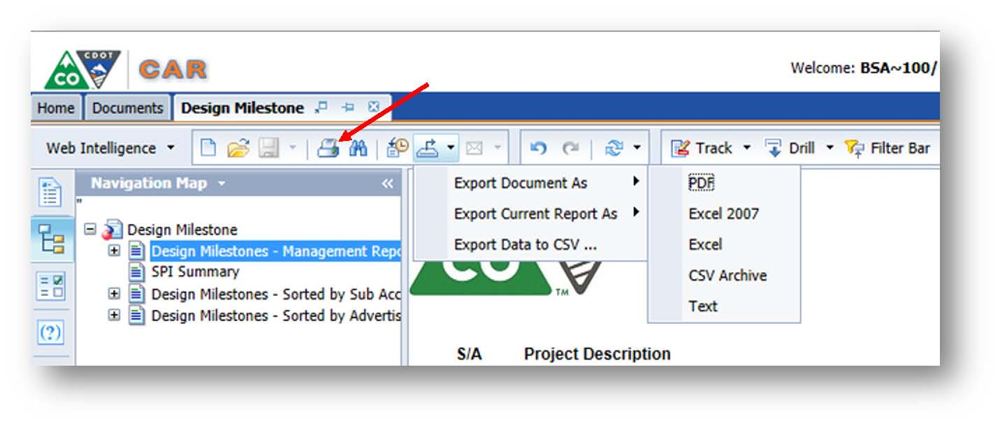 CDOT
CO
CAR
Welcome: BSA~100/
Home Documents Design Milestone
Web Intelligence Track Drill Filter Bar
Navigation Map «
"
Design Milestone
Design Milestones - Management Repo
SPI Summary
Design Milestones - Sorted by Sub Acc
Design Milestones - Sorted by Advertis
(?)
Export Document As
Export Current Report As
Export Data to CSV ...
PDF
Excel 2007
Excel
CSV Archive
Text
CO TM
S/A Project Description